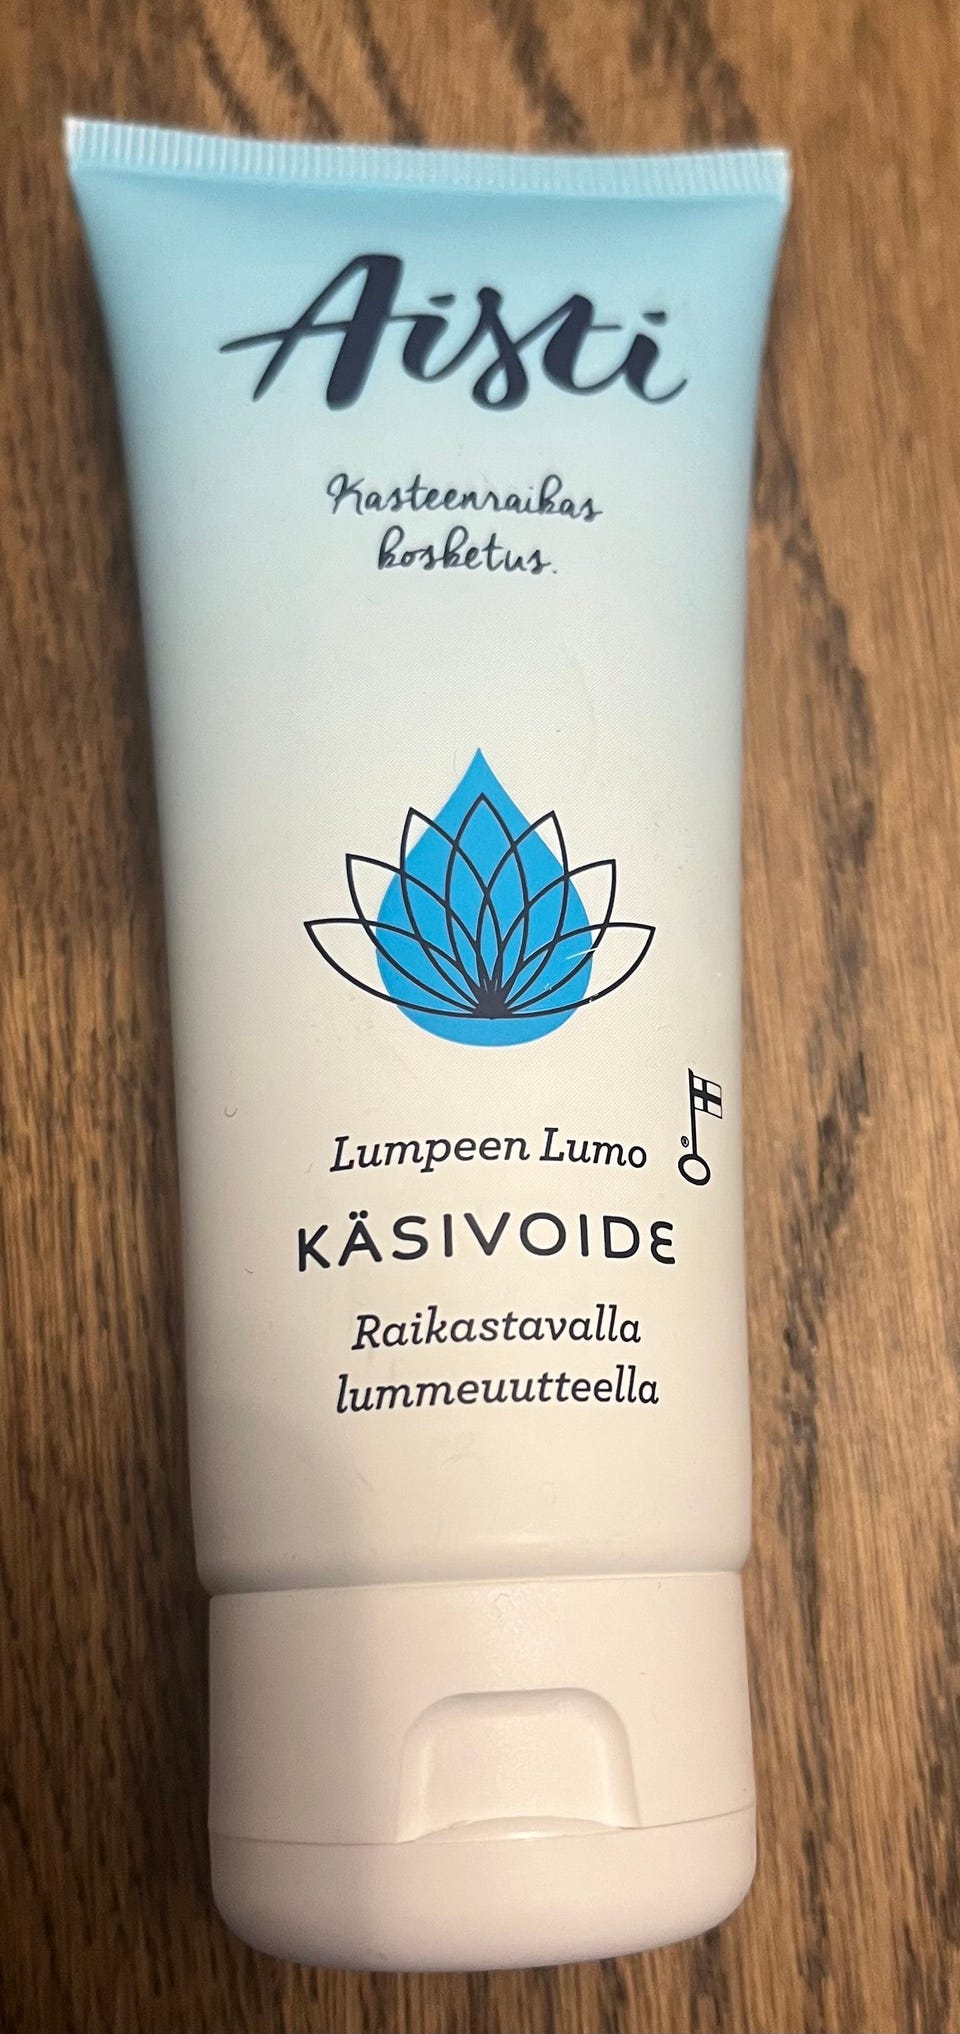 Aisti
Kasteenraikas
kosketus.
Lumpeen Lumo
KÄSIVOIDE
Raikastavalla
lummeuutteella